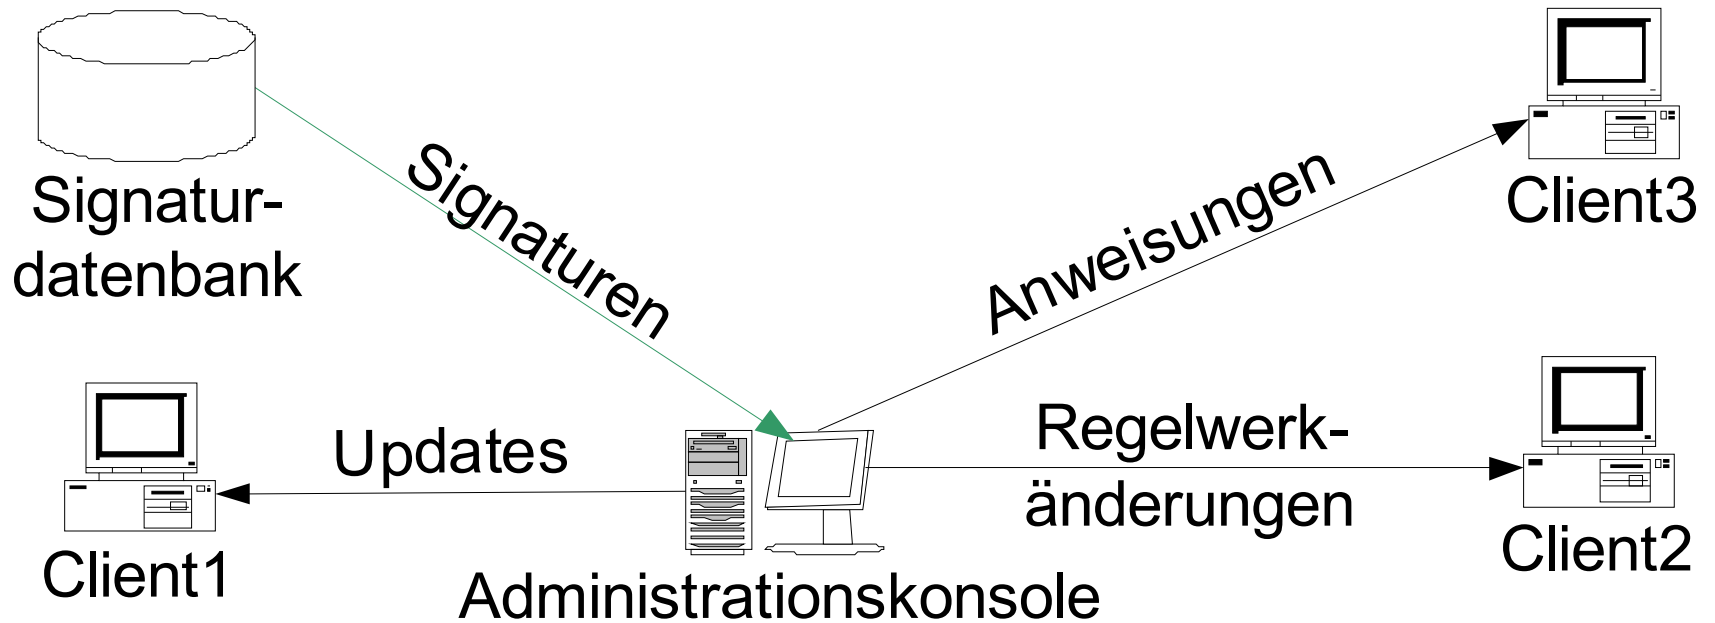 Signatur-
datenbank
Signaturen
Anweisungen
Client3
Updates
Regelwerk-
änderungen
Client1
Administrationskonsole
Client2